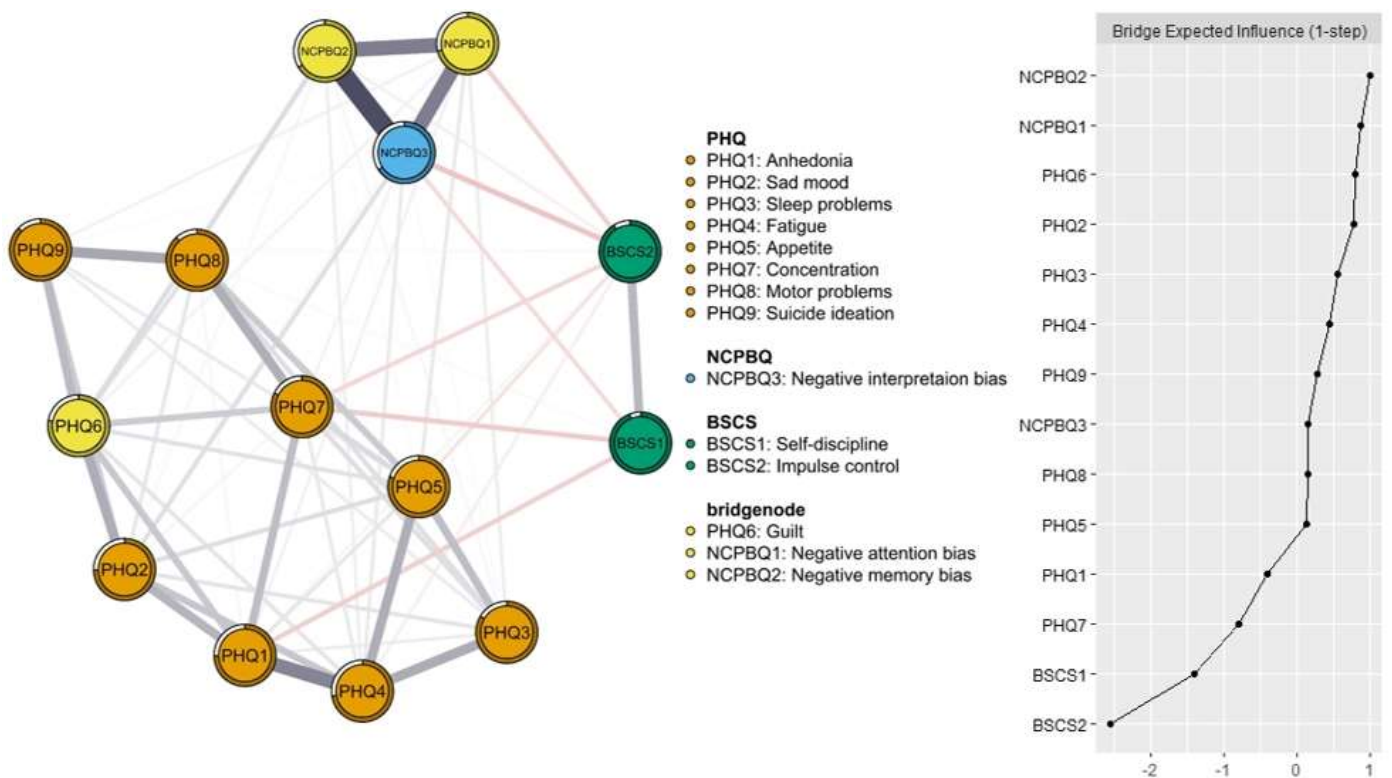 NCPBQ2
NCPBQ1
NCPBQ3
PHQ9
PHQ8
BSCS2
PHQ7
PHQ6
BSCS1
PHQ5
PHQ2
PHQ3
PHQ1
PHQ4
PHQ
PHQ1: Anhedonia
PHQ2: Sad mood
PHQ3: Sleep problems
PHQ4: Fatigue
PHQ5: Appetite
PHQ7: Concentration
PHQ8: Motor problems
PHQ9: Suicide ideation
NCPBQ
NCPBQ3: Negative interpretaion bias
BSCS
BSCS1: Self-discipline
BSCS2: Impulse control
bridgenode
PHQ6: Guilt
NCPBQ1: Negative attention bias
NCPBQ2: Negative memory bias
Bridge Expected Influence (1-step)
NCPBQ2
NCPBQ1
PHQ6
PHQ2
PHQ3
PHQ4
PHQ9
NCPBQ3
PHQ8
PHQ5
PHQ1
PHQ7
BSCS1
BSCS2
-2 -1 0 1